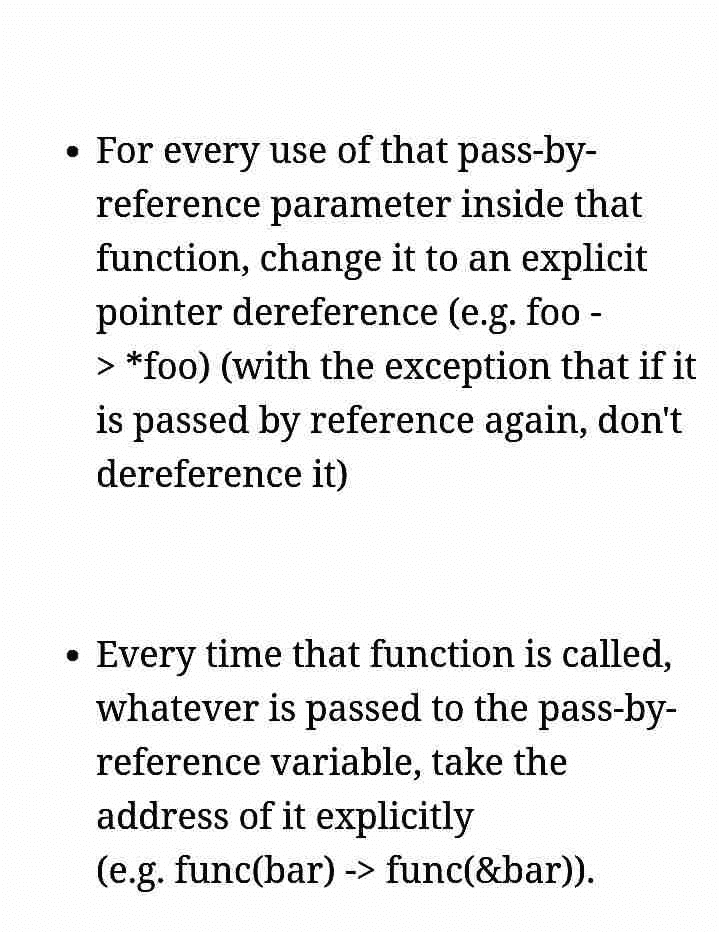 • For every use of that pass-by-
reference parameter inside that
function, change it to an explicit
pointer dereference (e.g. foo -
> *foo) (with the exception that if it
is passed by reference again, don't
dereference it)
• Every time that function is called,
whatever is passed to the pass-by-
reference variable, take the
address of it explicitly
(e.g. func(bar) -> func(&bar)).